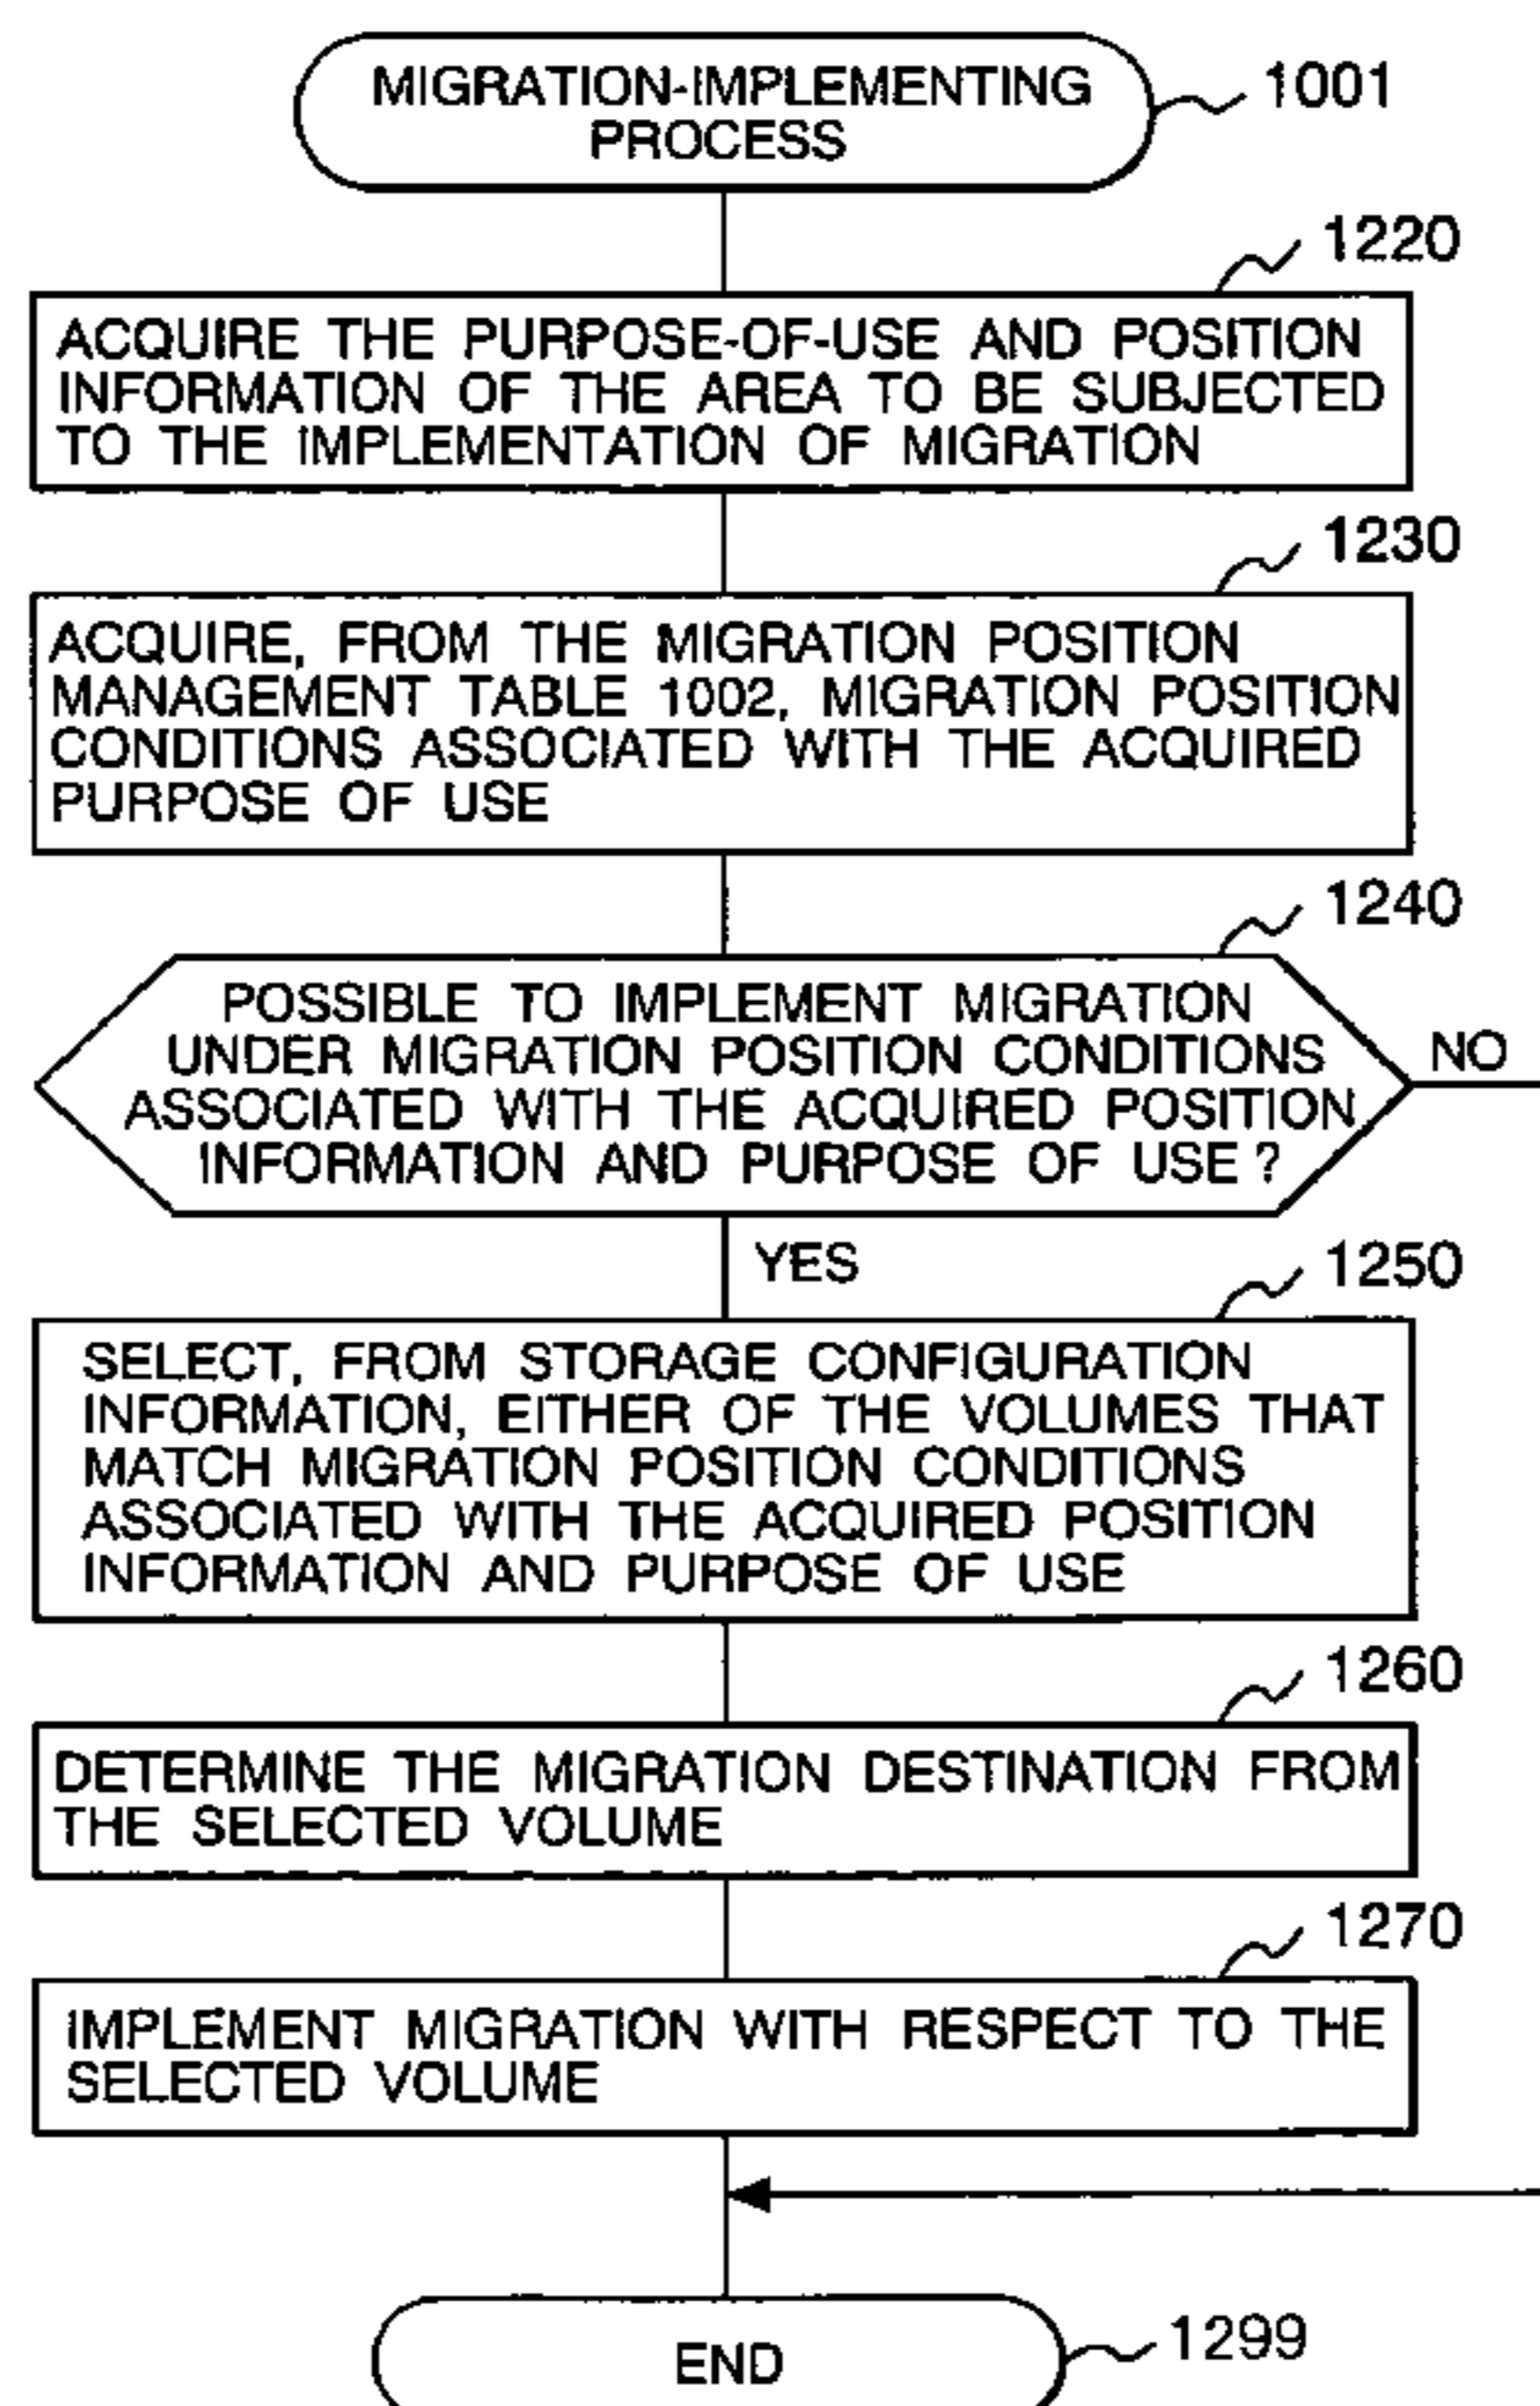 MIGRATION-IMPLEMENTING
PROCESS
1001
1220
ACQUIRE THE PURPOSE-OF-USE AND POSITION
INFORMATION OF THE AREA TO BE SUBJECTED
TO THE IMPLEMENTATION OF MIGRATION
1230
ACQUIRE, FROM THE MIGRATION POSITION
MANAGEMENT TABLE 1002, MIGRATION POSITION
CONDITIONS ASSOCIATED WITH THE ACQUIRED
PURPOSE OF USE
1240
POSSIBLE TO IMPLEMENT MIGRATION
UNDER MIGRATION POSITION CONDITIONS
ASSOCIATED WITH THE ACQUIRED POSITION
INFORMATION AND PURPOSE OF USE ?
NO
YES
1250
SELECT, FROM STORAGE CONFIGURATION
INFORMATION, EITHER OF THE VOLUMES THAT
MATCH MIGRATION POSITION CONDITIONS
ASSOCIATED WITH THE ACQUIRED POSITION
INFORMATION AND PURPOSE OF USE
1260
DETERMINE THE MIGRATION DESTINATION FROM
THE SELECTED VOLUME
1270
IMPLEMENT MIGRATION WITH RESPECT TO THE
SELECTED VOLUME
END
1299